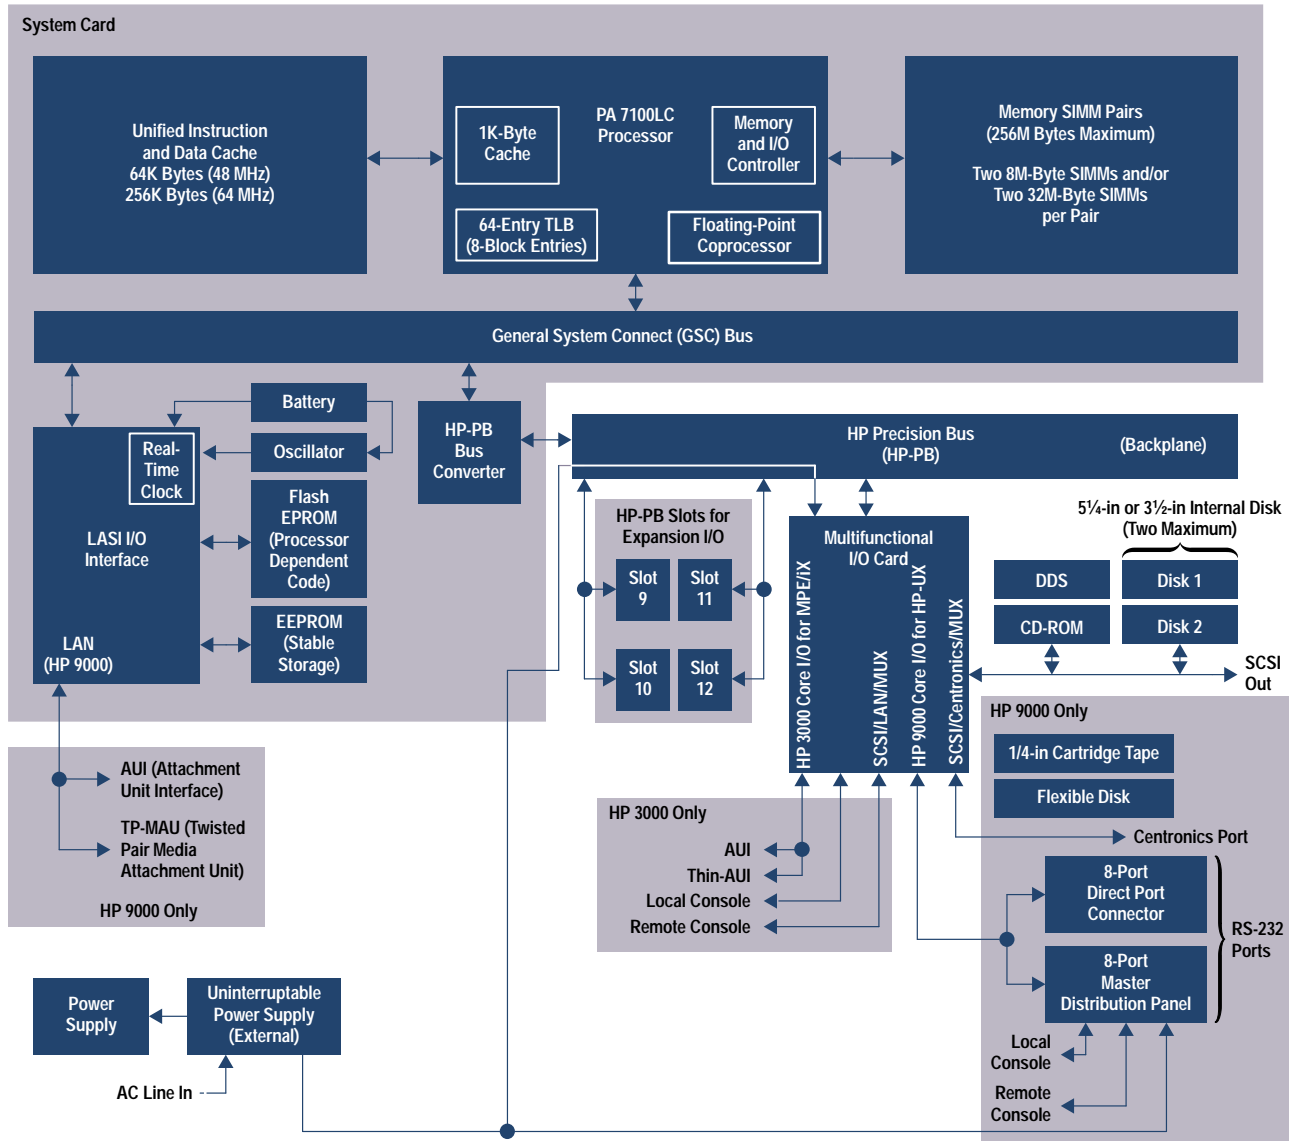 System Card
Unified Instruction
and Data Cache
64K Bytes (48 MHz)
256K Bytes (64 MHz)
PA 7100LC
Processor
1K-Byte
Cache
Memory
and I/O
Controller
64-Entry TLB
(8-Block Entries)
Floating-Point
Coprocessor
Memory SIMM Pairs
(256M Bytes Maximum)
Two 8M-Byte SIMMs and/or
Two 32M-Byte SIMMs
per Pair
General System Connect (GSC) Bus
Battery
Oscillator
Real-
Time
Clock
LASI I/O
Interface
LAN
(HP 9000)
Flash
EPROM
(Processor
Dependent
Code)
EEPROM
(Stable
Storage)
HP-PB
Bus
Converter
HP Precision Bus
(HP-PB)
(Backplane)
HP-PB Slots for
Expansion I/O
Slot
9
Slot
11
Slot
10
Slot
12
Multifunctional
I/O Card
HP 3000 Core I/O for MPE/iX
SCSI/LAN/MUX
HP 9000 Core I/O for HP-UX
SCSI/Centronics/MUX
5¼-in or 3½-in Internal Disk
(Two Maximum)
DDS
Disk 1
CD-ROM
Disk 2
SCSI
Out
HP 9000 Only
1/4-in Cartridge Tape
Flexible Disk
Centronics Port
8-Port
Direct Port
Connector
8-Port
Master
Distribution Panel
RS-232
Ports
Local
Console
Remote
Console
HP 3000 Only
AUI
Thin-AUI
Local Console
Remote Console
AUI (Attachment
Unit Interface)
TP-MAU (Twisted
Pair Media
Attachment Unit)
HP 9000 Only
Power
Supply
Uninterruptable
Power Supply
(External)
AC Line In